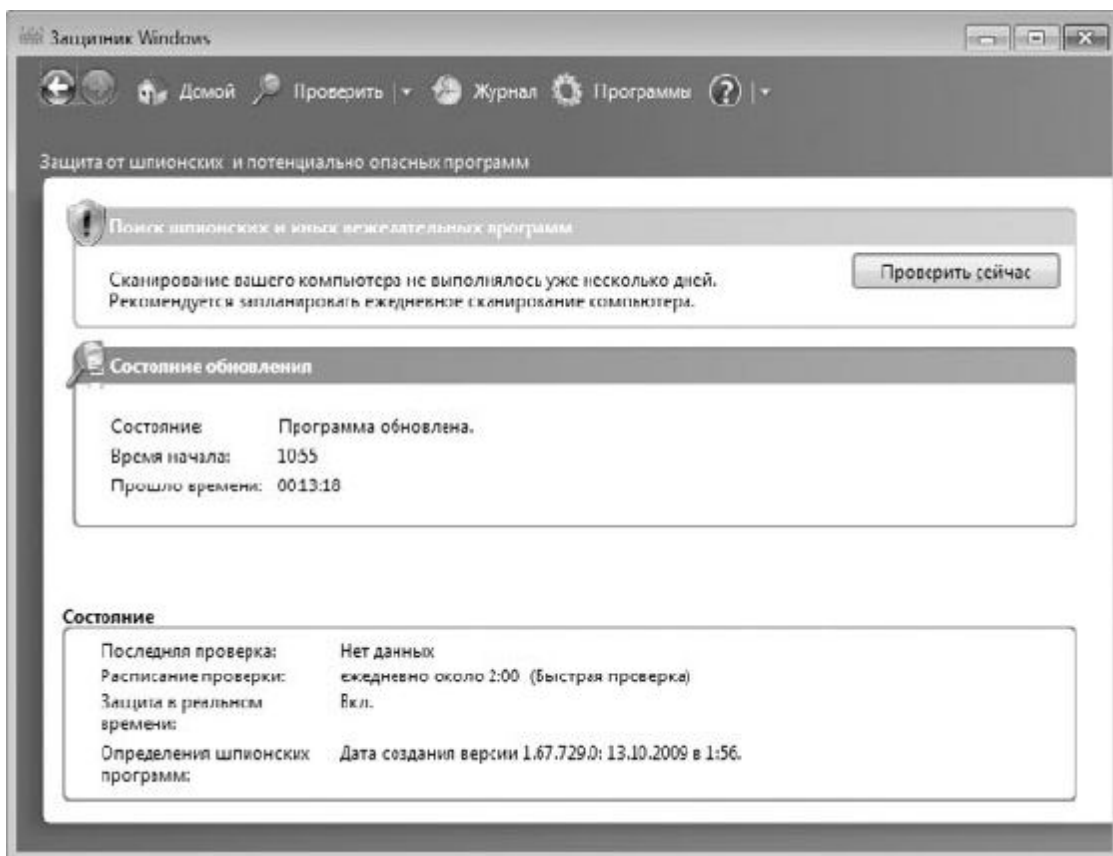 Защитник Windows
Домой Проверить Журнал Программы
Защита от шпионских и потенциально опасных программ
Поиск шпионских и иных нежелательных программ
Сканирование вашего компьютера не выполнялось уже несколько дней.
Рекомендуется запланировать ежедневное сканирование компьютера.
Проверить сейчас
Состояние обновления
Состояние: Программа обновлена.
Время начала: 10:55
Прошло времени: 00:13:18
Состояние
Последняя проверка: Нет данных
Расписание проверки: ежедневно около 2:00 (Быстрая проверка)
Защита в реальном времени: Вкл.
Определения шпионских программ: Дата создания версии 1.67.729.0: 13.10.2009 в 1:56.